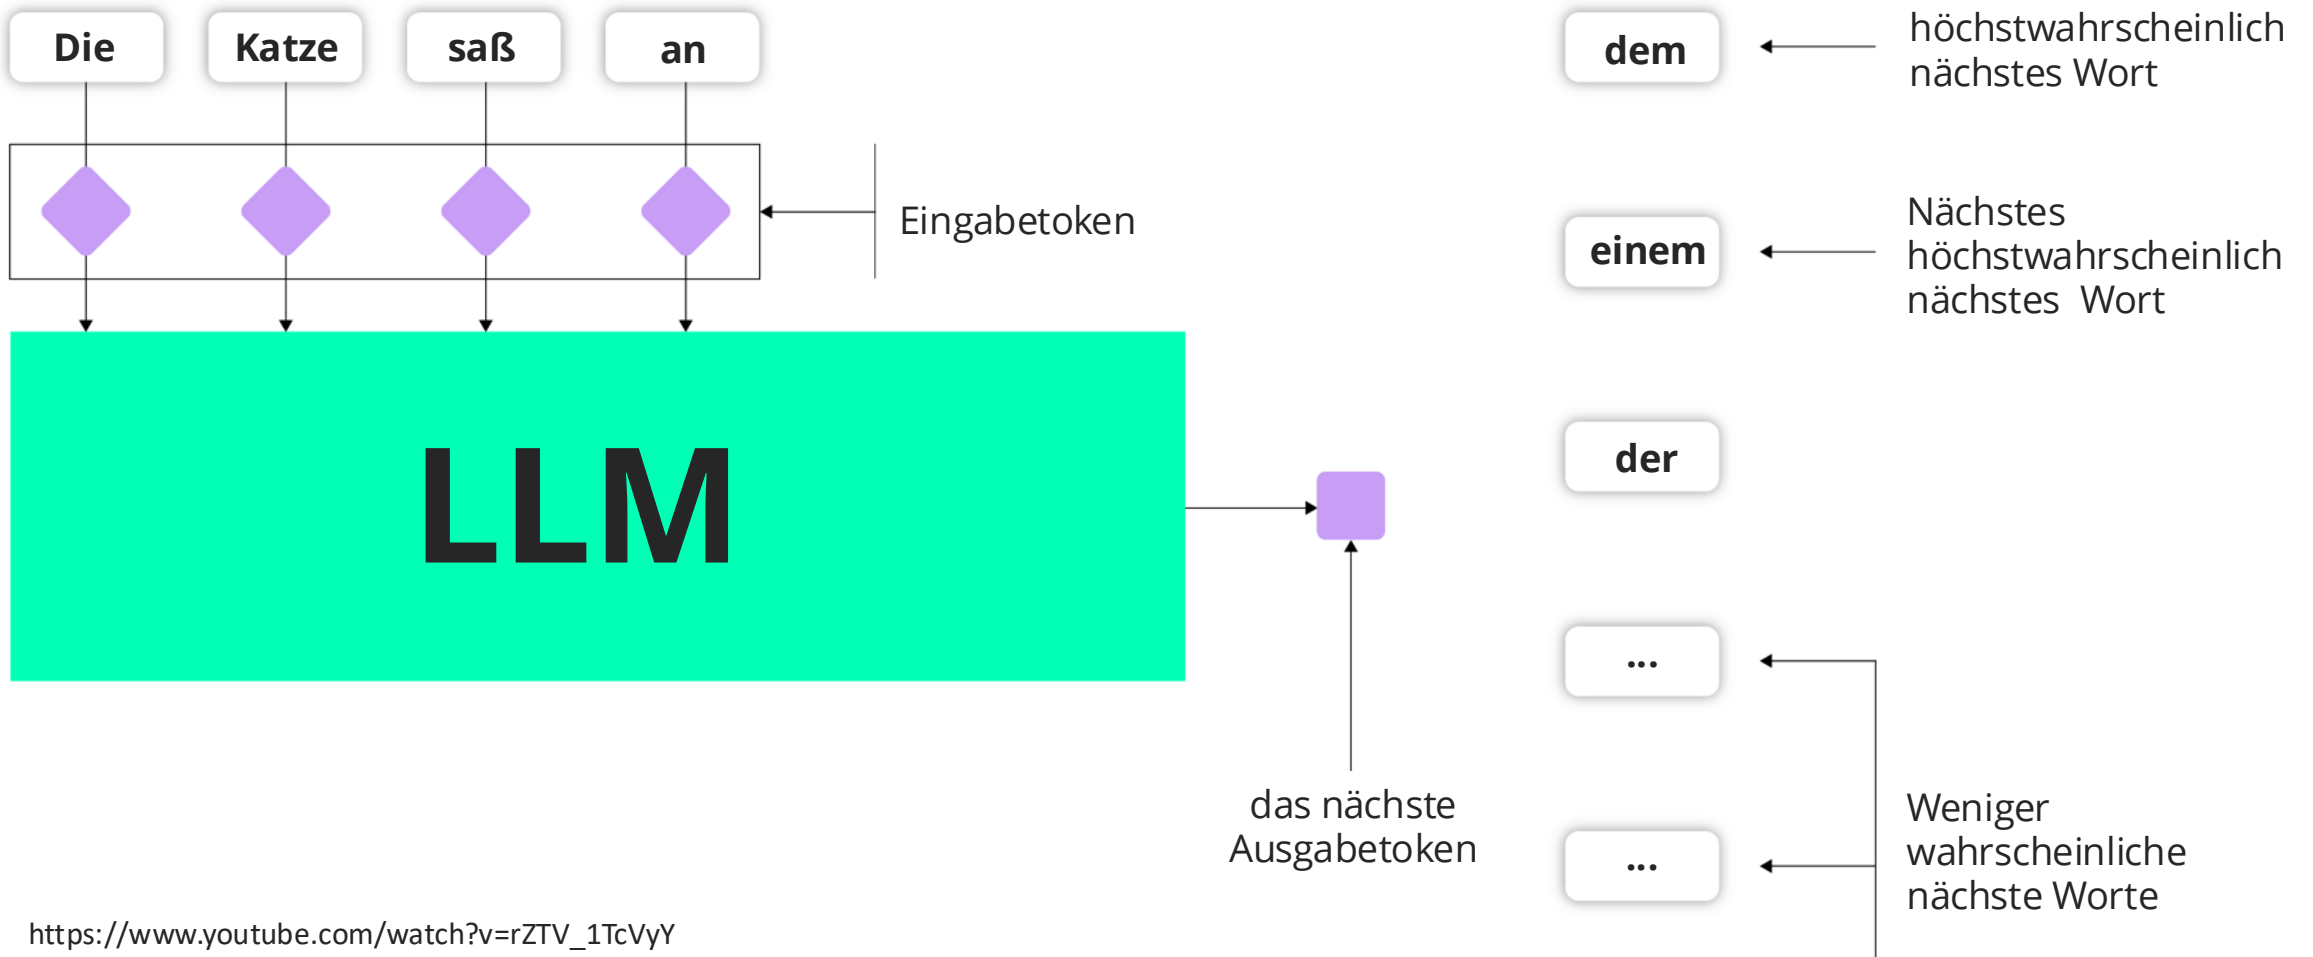 Die
Katze
saß
an
Eingabetoken
LLM
das nächste
Ausgabetoken
dem
höchstwahrscheinlich
nächstes Wort
einem
Nächstes
höchstwahrscheinlich
nächstes  Wort
der
...
...
Weniger
wahrscheinliche
nächste Worte
https://www.youtube.com/watch?v=rZTV_1TcVyY